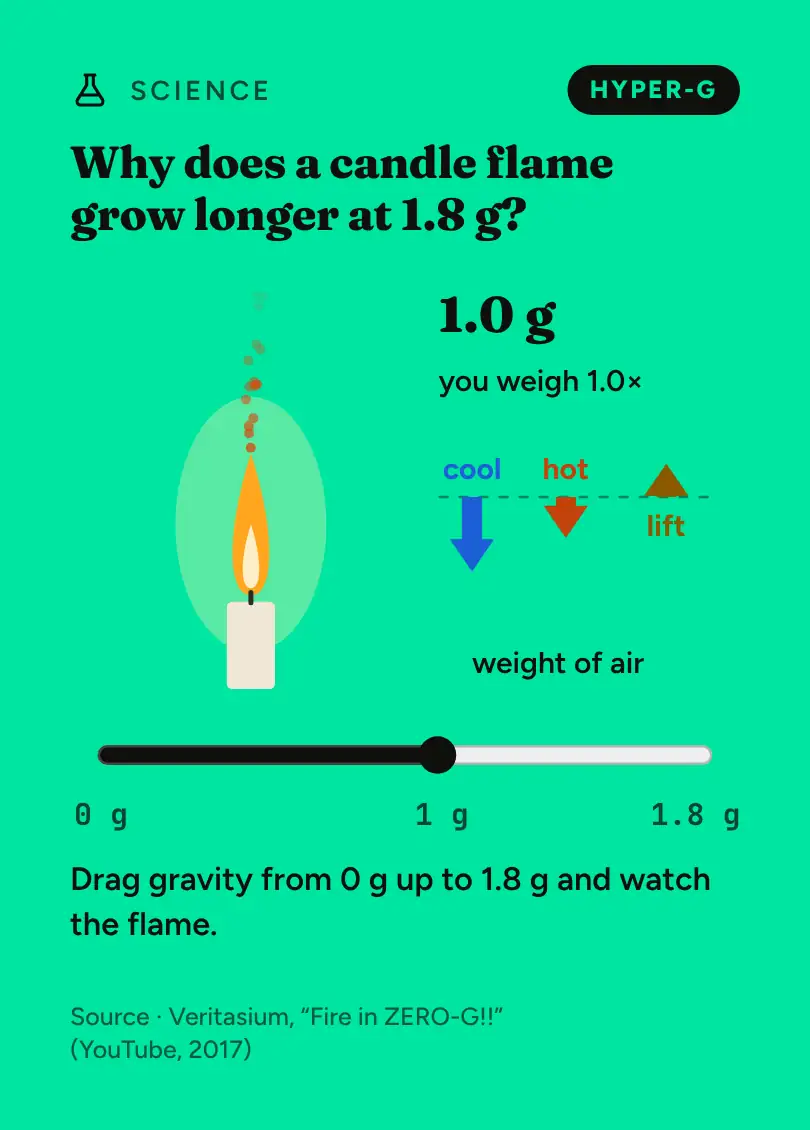 SCIENCE
HYPER-G
Why does a candle flame
grow longer at 1.8 g?
1.0 g
you weigh 1.0×
cool
hot
lift
weight of air
0 g
1 g
1.8 g
Drag gravity from 0 g up to 1.8 g and watch
the flame.
Source · Veritasium, “Fire in ZERO-G!!”
(YouTube, 2017)